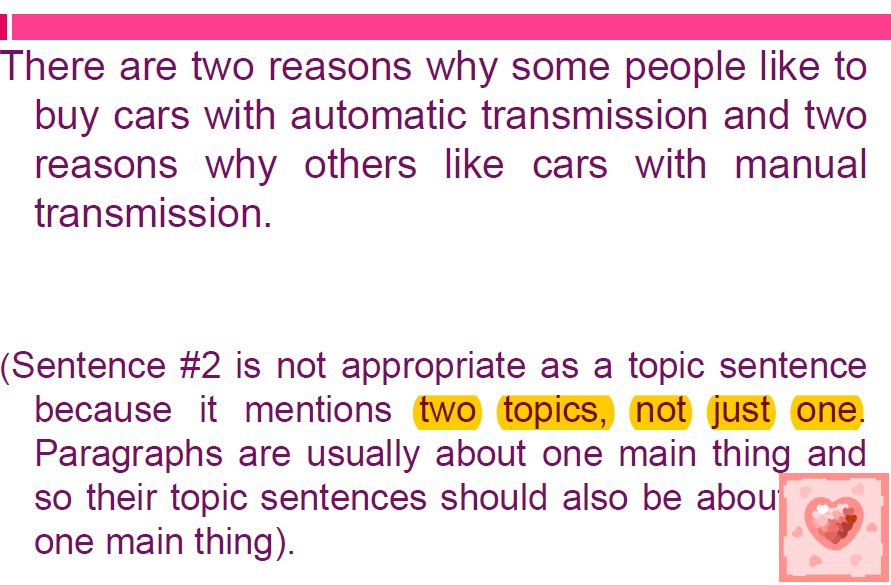 There are two reasons why some people like to
buy cars with automatic transmission and two
reasons why others like cars with manual
transmission.
(Sentence #2 is not appropriate as a topic sentence
because it mentions two topics, not just one.
Paragraphs are usually about one main thing and
so their topic sentences should also be about
one main thing).